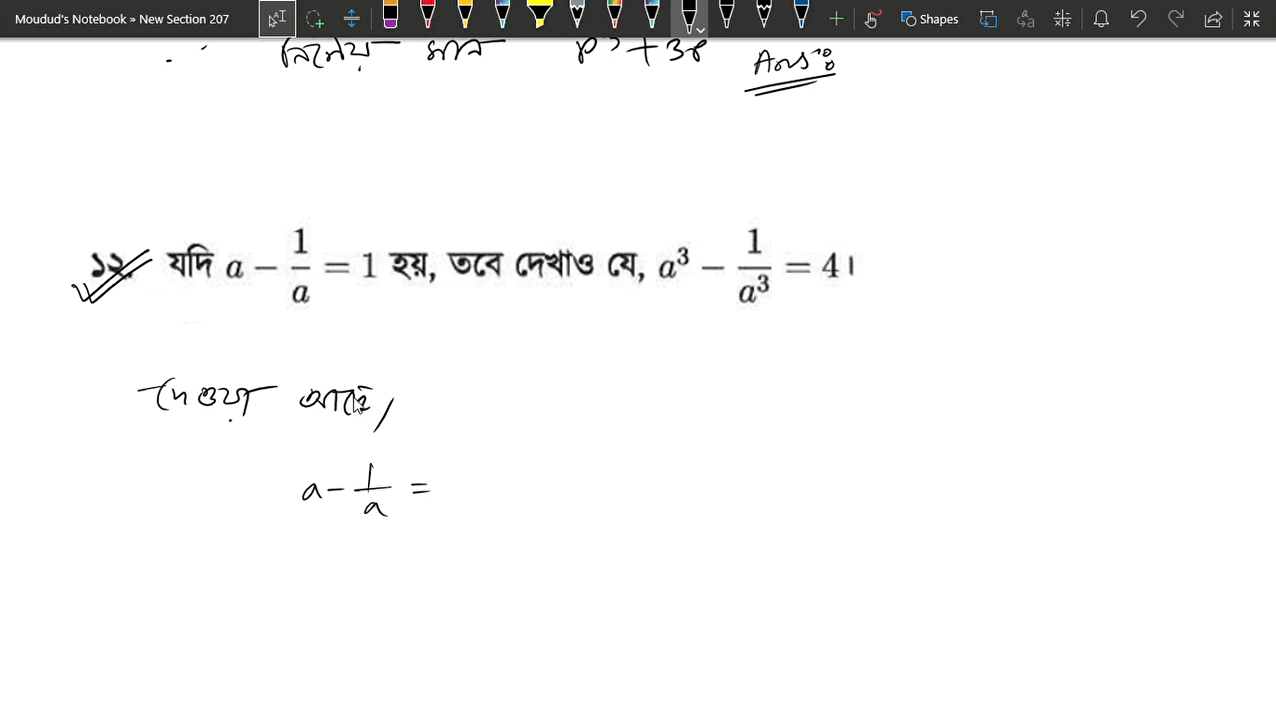 Moudud's Notebook » New Section 207
Shapes
নির্ণেয় মান p³+3p Ans:
১২. যদি a − 1/a = 1 হয়, তবে দেখাও যে, a³ − 1/a³ = 4।
দেওয়া আছে,
a − 1/a =